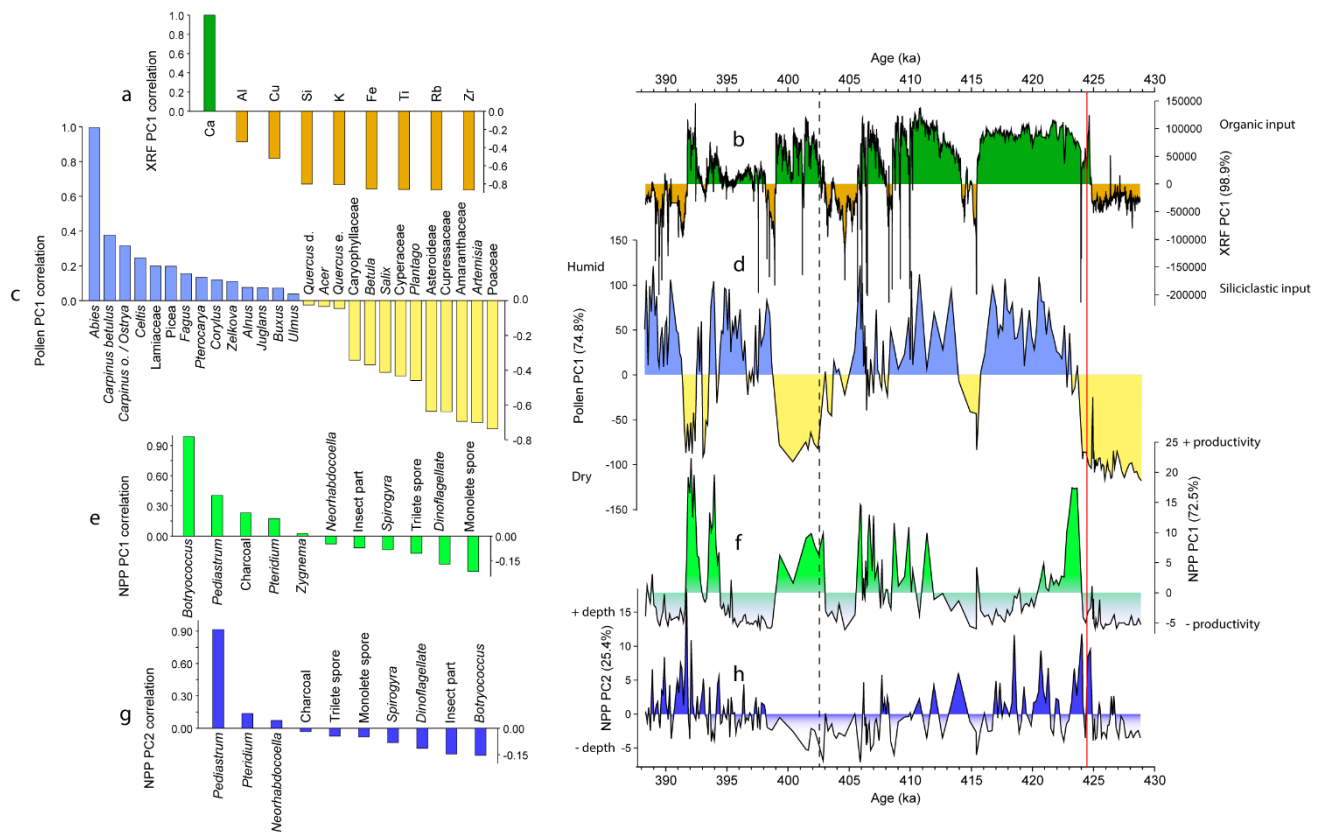 a
XRF PC1 correlation
1.0
0.8
0.6
0.4
0.2
0.0
Ca
Al
Cu
Si
K
Fe
Ti
Rb
Zr
0.0
-0.2
-0.4
-0.6
-0.8
c
Pollen PC1 correlation
1.0
0.8
0.6
0.4
0.2
0.0
Abies
Carpinus betulus
Carpinus o. / Ostrya
Celtis
Lamiaceae
Picea
Fagus
Pterocarya
Corylus
Zelkova
Alnus
Juglans
Buxus
Ulmus
Quercus d.
Acer
Quercus e.
Caryophyllaceae
Betula
Salix
Cyperaceae
Plantago
Asteroideae
Cupressaceae
Amaranthaceae
Artemisia
Poaceae
0.0
-0.2
-0.4
-0.6
-0.8
e
NPP PC1 correlation
0.90
0.60
0.30
0.00
Botryococcus
Pediastrum
Charcoal
Pteridium
Zygnema
Neorhabdocoella
Insect part
Spirogyra
Trilete spore
Dinoflagellate
Monolete spore
0.00
-0.15
g
NPP PC2 correlation
0.90
0.60
0.30
0.00
Pediastrum
Pteridium
Neorhabdocoella
Charcoal
Trilete spore
Monolete spore
Spirogyra
Dinoflagellate
Insect part
Botryococcus
0.00
-0.15
Age (ka)
390 395 400 405 410 415 420 425 430
b
150000
100000
50000
0
-50000
-100000
-150000
-200000
XRF PC1 (98.9%)
Organic input
Siliciclastic input
d
150
100
50
0
-50
-100
-150
Pollen PC1 (74.8%)
Humid
Dry
f
25
20
15
10
5
0
-5
NPP PC1 (72.5%)
+ productivity
- productivity
h
15
10
5
0
-5
NPP PC2 (25.4%)
+ depth
- depth
390 395 400 405 410 415 420 425 430
Age (ka)